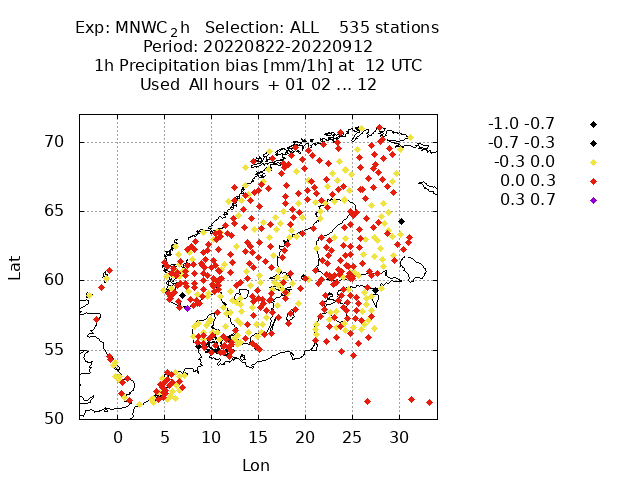 Exp: MNWC2h Selection: ALL 535 stations
Period: 20220822-20220912
1h Precipitation bias [mm/1h] at 12 UTC
Used All hours + 01 02 ... 12
-1.0 -0.7
-0.7 -0.3
-0.3 0.0
0.0 0.3
0.3 0.7
70
65
60
55
50
Lat
0 5 10 15 20 25 30
Lon